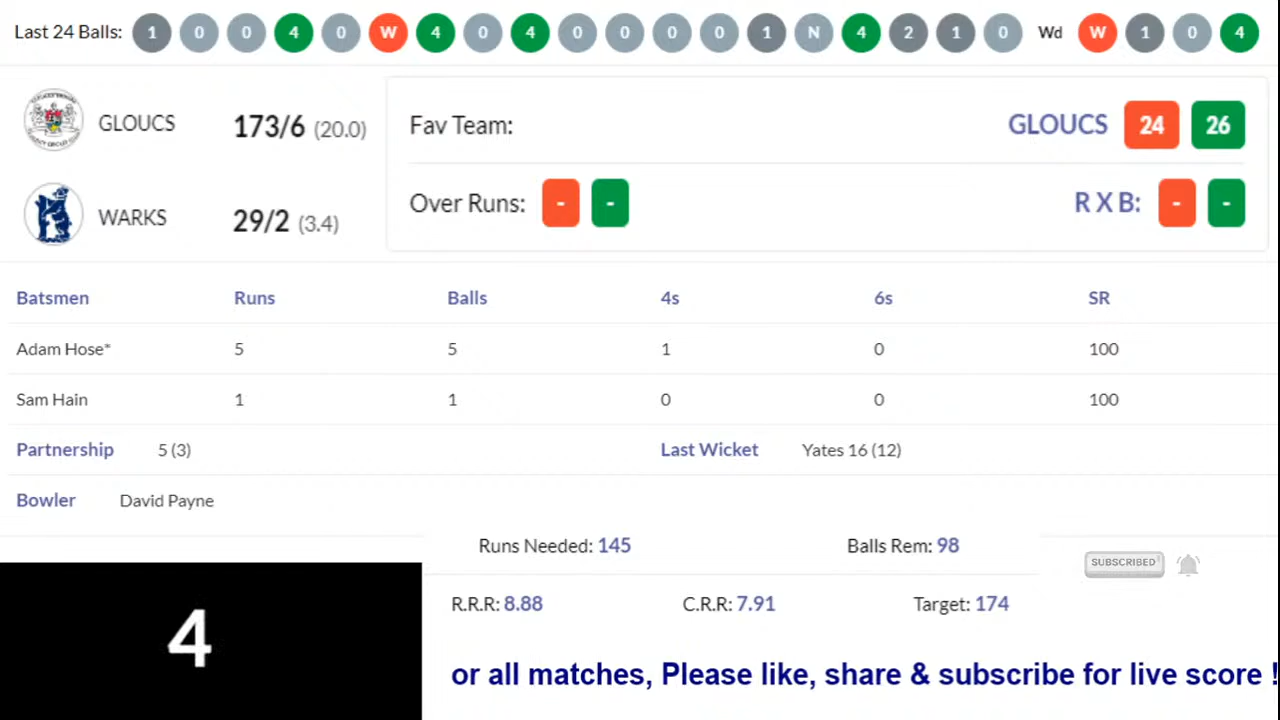 Last 24 Balls: 1 0 0 4 0 W 4 0 4 0 0 0 0 1 N 4 2 1 0 Wd W 1 0 4
GLOUCS 173/6 (20.0)
Fav Team: GLOUCS 24 26
WARKS 29/2 (3.4)
Over Runs: - - R X B: - -
Batsmen Runs Balls 4s 6s SR
Adam Hose* 5 5 1 0 100
Sam Hain 1 1 0 0 100
Partnership 5 (3) Last Wicket Yates 16 (12)
Bowler David Payne
Runs Needed: 145 Balls Rem: 98
SUBSCRIBED
R.R.R: 8.88 C.R.R: 7.91 Target: 174
4
or all matches, Please like, share & subscribe for live score !